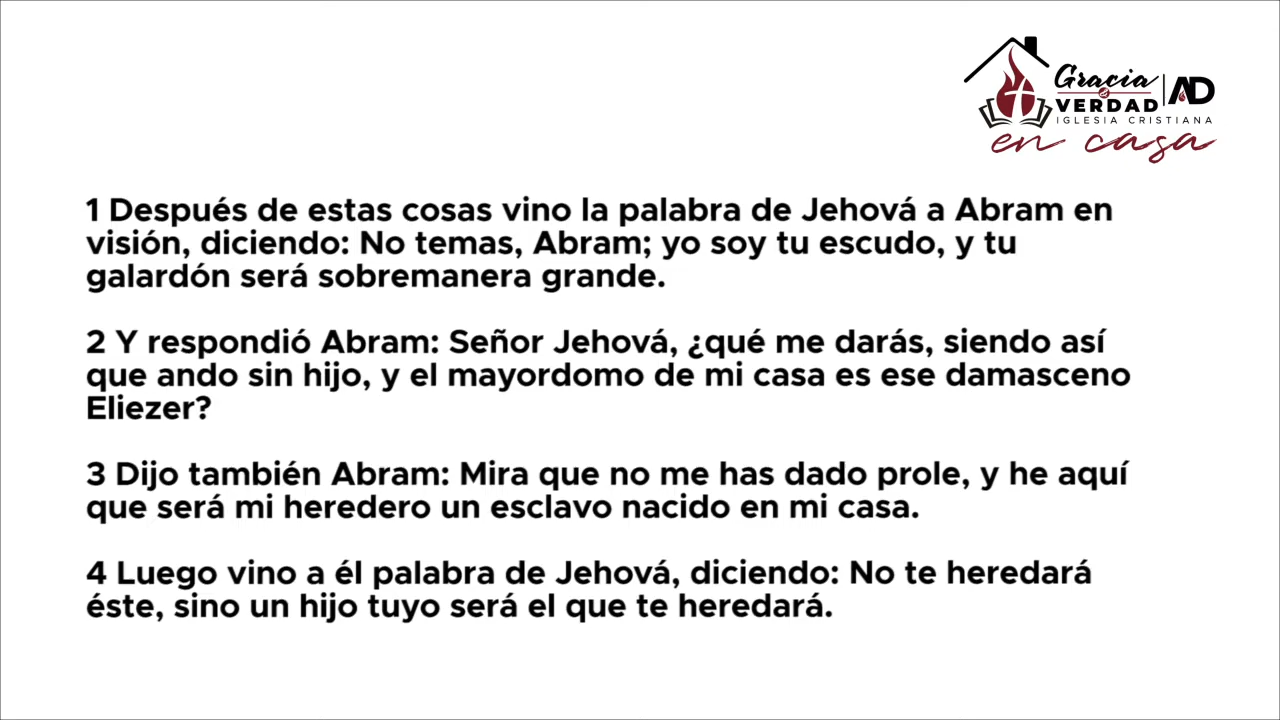 Gracia
&
VERDAD
AD
IGLESIA CRISTIANA
en casa
1 Después de estas cosas vino la palabra de Jehová a Abram en
visión, diciendo: No temas, Abram; yo soy tu escudo, y tu
galardón será sobremanera grande.
2 Y respondió Abram: Señor Jehová, ¿qué me darás, siendo así
que ando sin hijo, y el mayordomo de mi casa es ese damasceno
Eliezer?
3 Dijo también Abram: Mira que no me has dado prole, y he aquí
que será mi heredero un esclavo nacido en mi casa.
4 Luego vino a él palabra de Jehová, diciendo: No te heredará
éste, sino un hijo tuyo será el que te heredará.